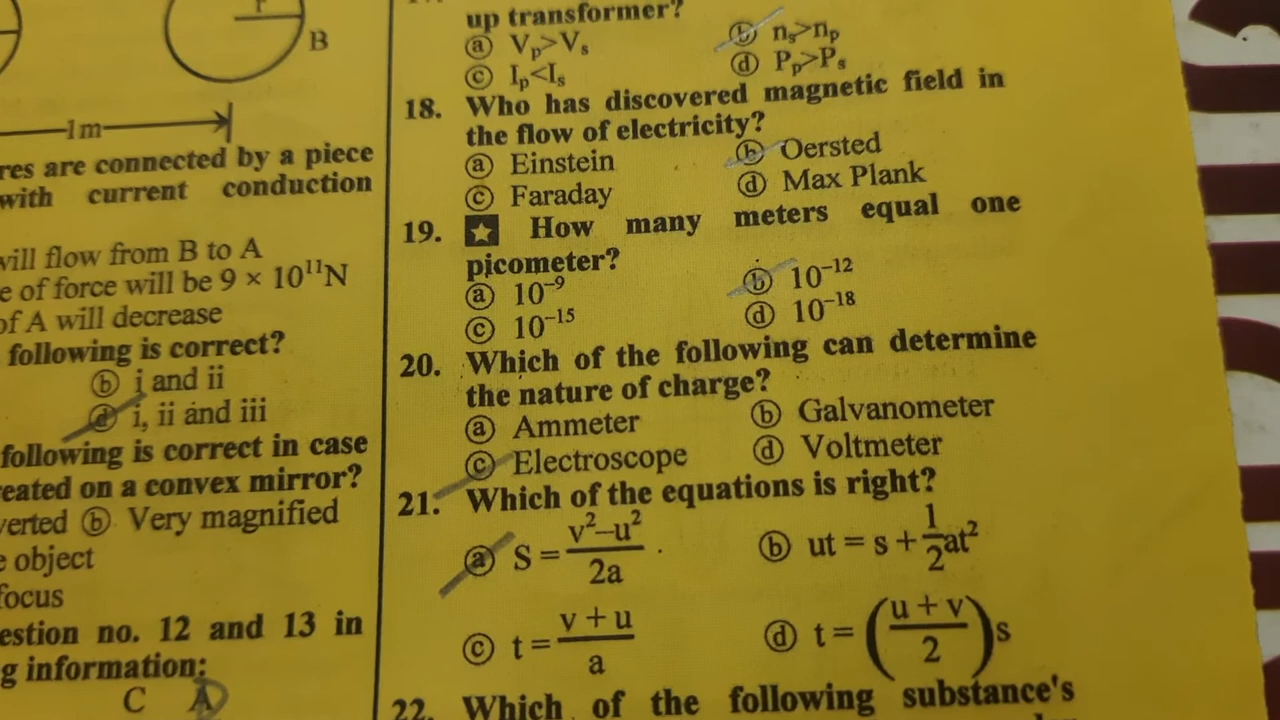 B
1m
res are connected by a piece
with current conduction
will flow from B to A
e of force will be 9 × 10¹¹N
of A will decrease
following is correct?
ⓑ i and ii
ⓓ i, ii and iii
following is correct in case
reated on a convex mirror?
verted ⓑ Very magnified
e object
focus
estion no. 12 and 13 in
g information:
C A
up transformer?
ⓐ Vₚ>Vₛ ⓑ nₛ>nₚ
ⓒ Iₚ<Iₛ ⓓ Pₚ>Pₛ
18. Who has discovered magnetic field in
the flow of electricity?
ⓐ Einstein ⓑ Oersted
ⓒ Faraday ⓓ Max Plank
19. ★ How many meters equal one
picometer?
ⓐ 10⁻⁹ ⓑ 10⁻¹²
ⓒ 10⁻¹⁵ ⓓ 10⁻¹⁸
20. Which of the following can determine
the nature of charge?
ⓐ Ammeter ⓑ Galvanometer
ⓒ Electroscope ⓓ Voltmeter
21. Which of the equations is right?
ⓐ S = v²–u² / 2a ⓑ ut = s + 1/2 at²
ⓒ t = v + u / a ⓓ t = (u + v / 2) s
22. Which of the following substance's